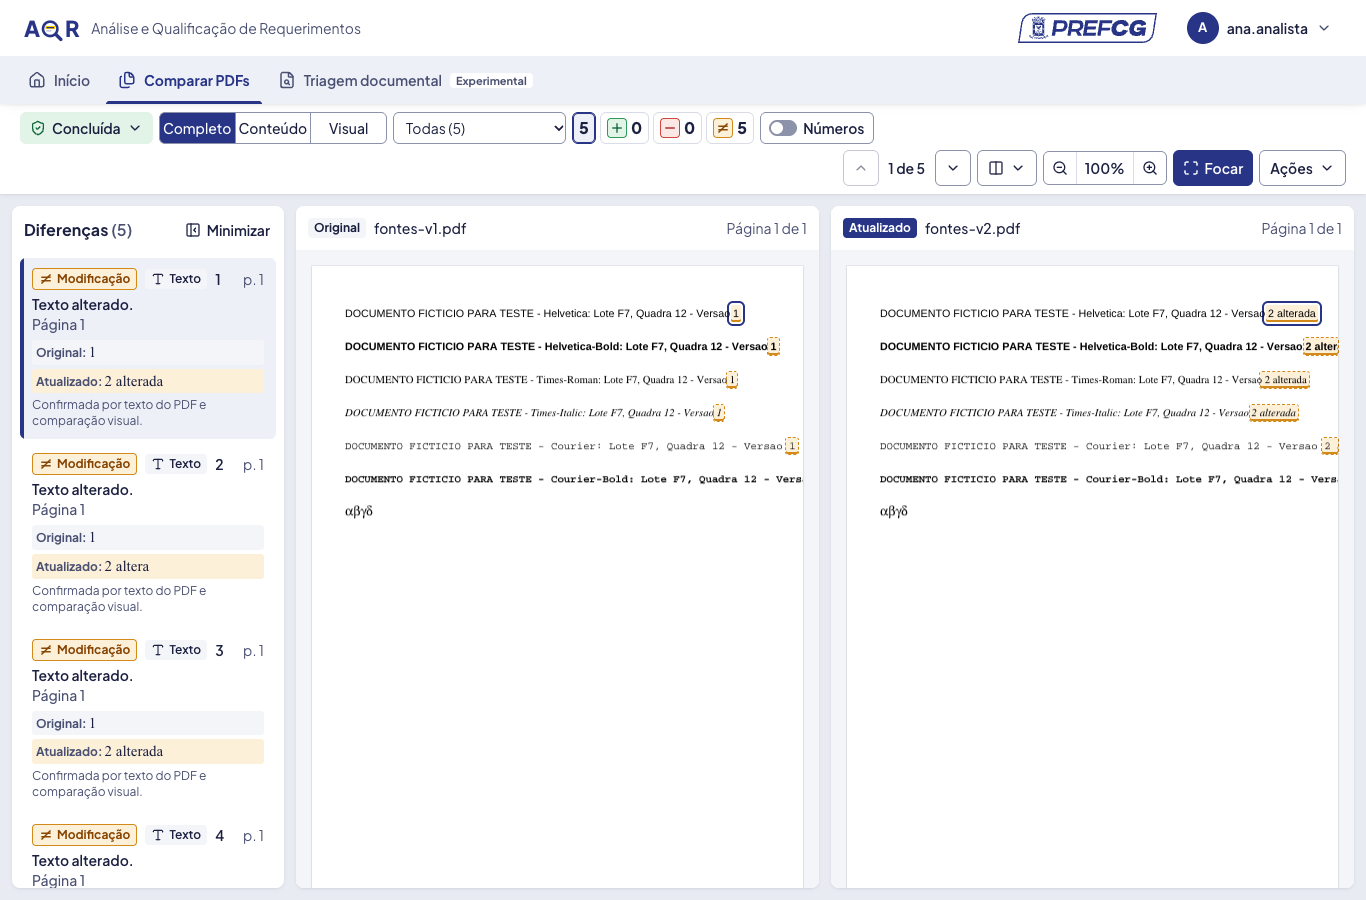 AQR Análise e Qualificação de Requerimentos
PREFCG
A ana.analista
Início
Comparar PDFs
Triagem documental Experimental
Concluída
Completo Conteúdo Visual
Todas (5)
5 0 0 5
Números
1 de 5
100%
Focar
Ações
Diferenças (5)
Minimizar
Modificação Texto 1 p. 1
Texto alterado.
Página 1
Original: 1
Atualizado: 2 alterada
Confirmada por texto do PDF e
comparação visual.
Modificação Texto 2 p. 1
Texto alterado.
Página 1
Original: 1
Atualizado: 2 altera
Confirmada por texto do PDF e
comparação visual.
Modificação Texto 3 p. 1
Texto alterado.
Página 1
Original: 1
Atualizado: 2 alterada
Confirmada por texto do PDF e
comparação visual.
Modificação Texto 4 p. 1
Texto alterado.
Página 1
Original fontes-v1.pdf Página 1 de 1
DOCUMENTO FICTICIO PARA TESTE - Helvetica: Lote F7, Quadra 12 - Versao 1
DOCUMENTO FICTICIO PARA TESTE - Helvetica-Bold: Lote F7, Quadra 12 - Versao 1
DOCUMENTO FICTICIO PARA TESTE - Times-Roman: Lote F7, Quadra 12 - Versao 1
DOCUMENTO FICTICIO PARA TESTE - Times-Italic: Lote F7, Quadra 12 - Versao 1
DOCUMENTO FICTICIO PARA TESTE - Courier: Lote F7, Quadra 12 - Versao 1
DOCUMENTO FICTICIO PARA TESTE - Courier-Bold: Lote F7, Quadra 12 - Vers
αβγδ
Atualizado fontes-v2.pdf Página 1 de 1
DOCUMENTO FICTICIO PARA TESTE - Helvetica: Lote F7, Quadra 12 - Versao 2 alterada
DOCUMENTO FICTICIO PARA TESTE - Helvetica-Bold: Lote F7, Quadra 12 - Versao 2 alter
DOCUMENTO FICTICIO PARA TESTE - Times-Roman: Lote F7, Quadra 12 - Versao 2 alterada
DOCUMENTO FICTICIO PARA TESTE - Times-Italic: Lote F7, Quadra 12 - Versao 2 alterada
DOCUMENTO FICTICIO PARA TESTE - Courier: Lote F7, Quadra 12 - Versao 2
DOCUMENTO FICTICIO PARA TESTE - Courier-Bold: Lote F7, Quadra 12 - Vers
αβγδ